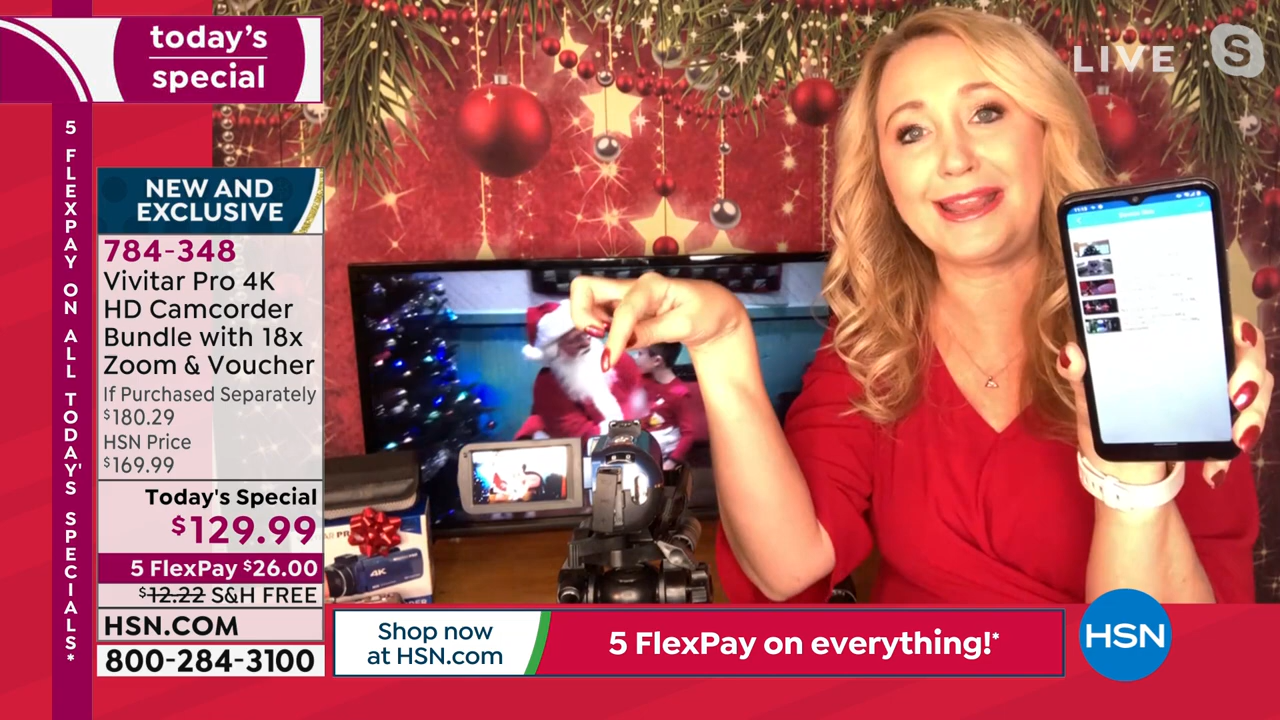 today's
special
5 FLEXPAY ON ALL TODAY'S SPECIALS*
NEW AND
EXCLUSIVE
784-348
Vivitar Pro 4K
HD Camcorder
Bundle with 18x
Zoom & Voucher
If Purchased Separately
$180.29
HSN Price
$169.99
Today's Special
$129.99
5 FlexPay $26.00
$12.22 S&H FREE
HSN.COM
800-284-3100
LIVE S
4K
Shop now
at HSN.com
5 FlexPay on everything!*
HSN